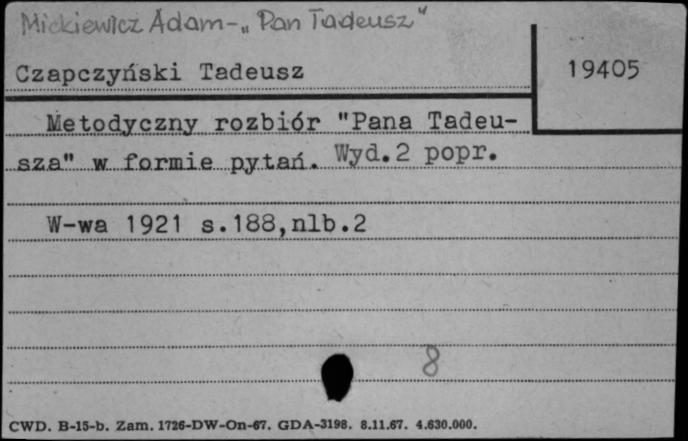 Mickiewicz Adam - „Pan Tadeusz"
Czapczyński Tadeusz
19405
Metodyczny rozbiór "Pana Tadeu-
sza" w formie pytań. Wyd.2 popr.
W-wa 1921 s.188,nlb.2
8
CWD. B-15-b. Zam. 1726-DW-On-67. GDA-3198. 8.11.67. 4.630.000.